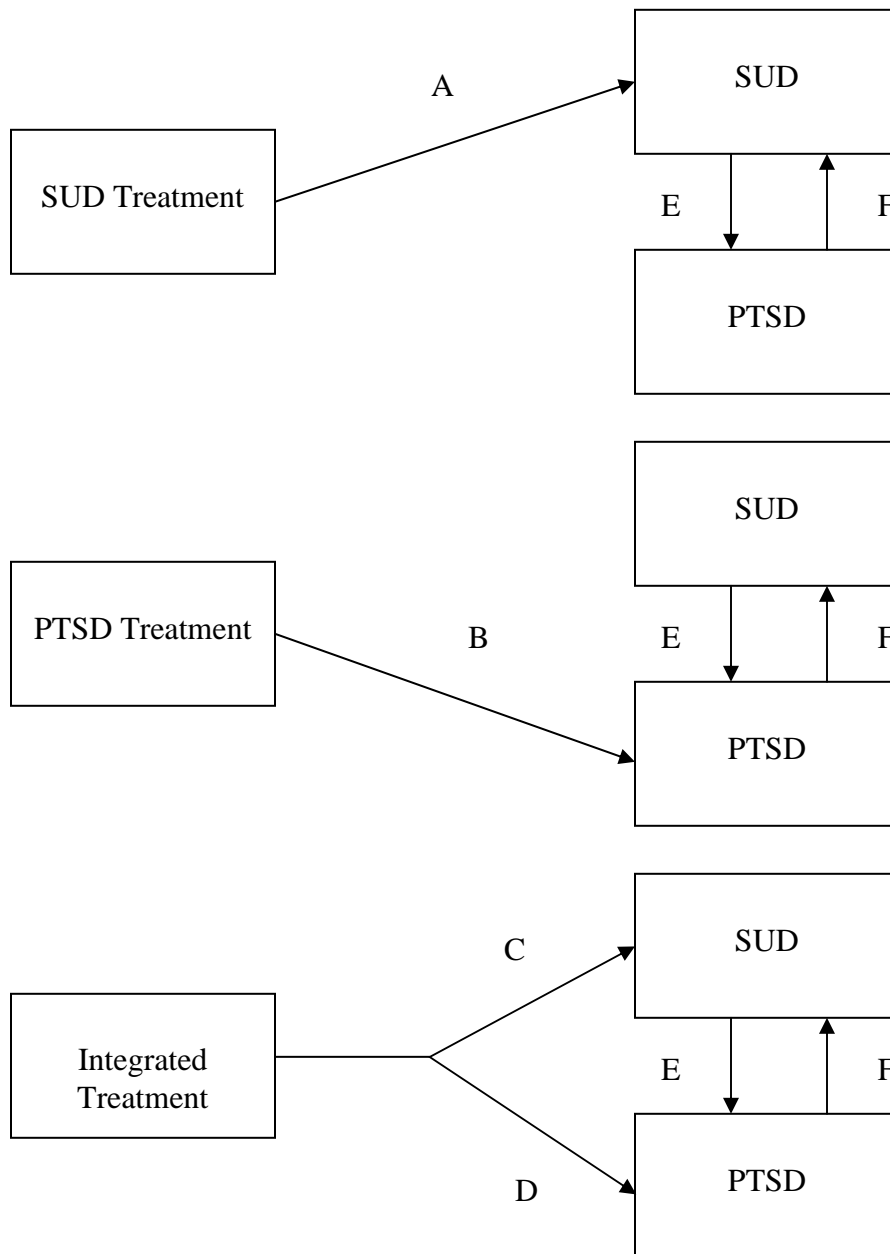 A
SUD
SUD Treatment
E
F
PTSD
SUD
PTSD Treatment
B
E
F
PTSD
SUD
C
Integrated
Treatment
E
F
D
PTSD